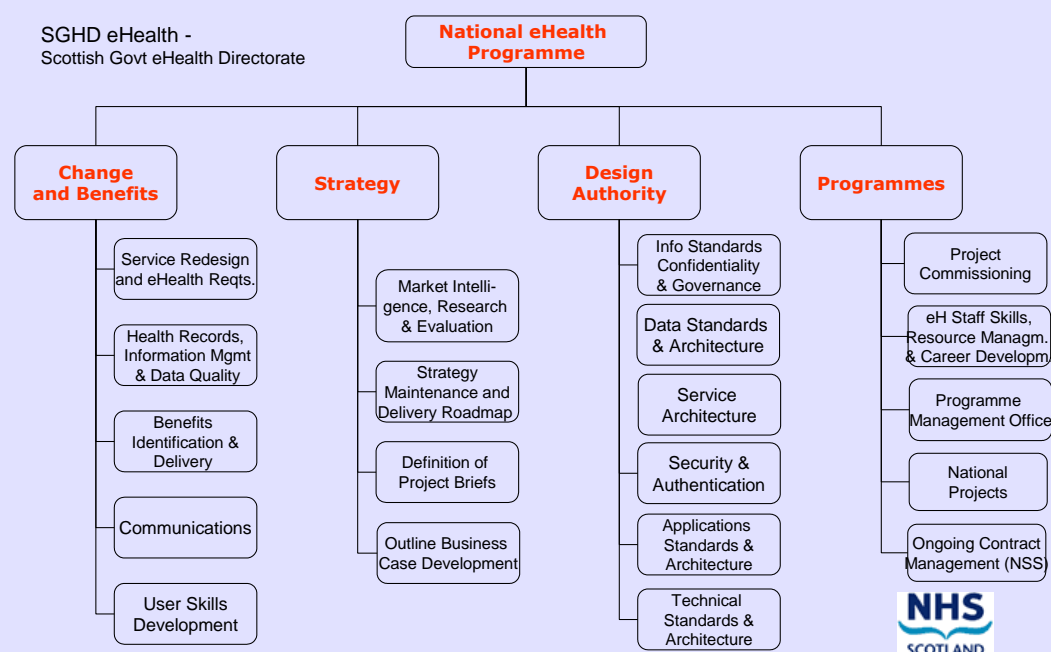 SGHD eHealth -
Scottish Govt eHealth Directorate
National eHealth
Programme
Change
and Benefits
Strategy
Design
Authority
Programmes
Service Redesign
and eHealth Reqts.
Health Records,
Information Mgmt
& Data Quality
Benefits
Identification &
Delivery
Communications
User Skills
Development
Market Intelli-
gence, Research
& Evaluation
Strategy
Maintenance and
Delivery Roadmap
Definition of
Project Briefs
Outline Business
Case Development
Info Standards
Confidentiality
& Governance
Data Standards
& Architecture
Service
Architecture
Security &
Authentication
Applications
Standards &
Architecture
Technical
Standards &
Architecture
Project
Commissioning
eH Staff Skills,
Resource Managm.
& Career Developm.
Programme
Management Office
National
Projects
Ongoing Contract
Management (NSS)
NHS
SCOTLAND